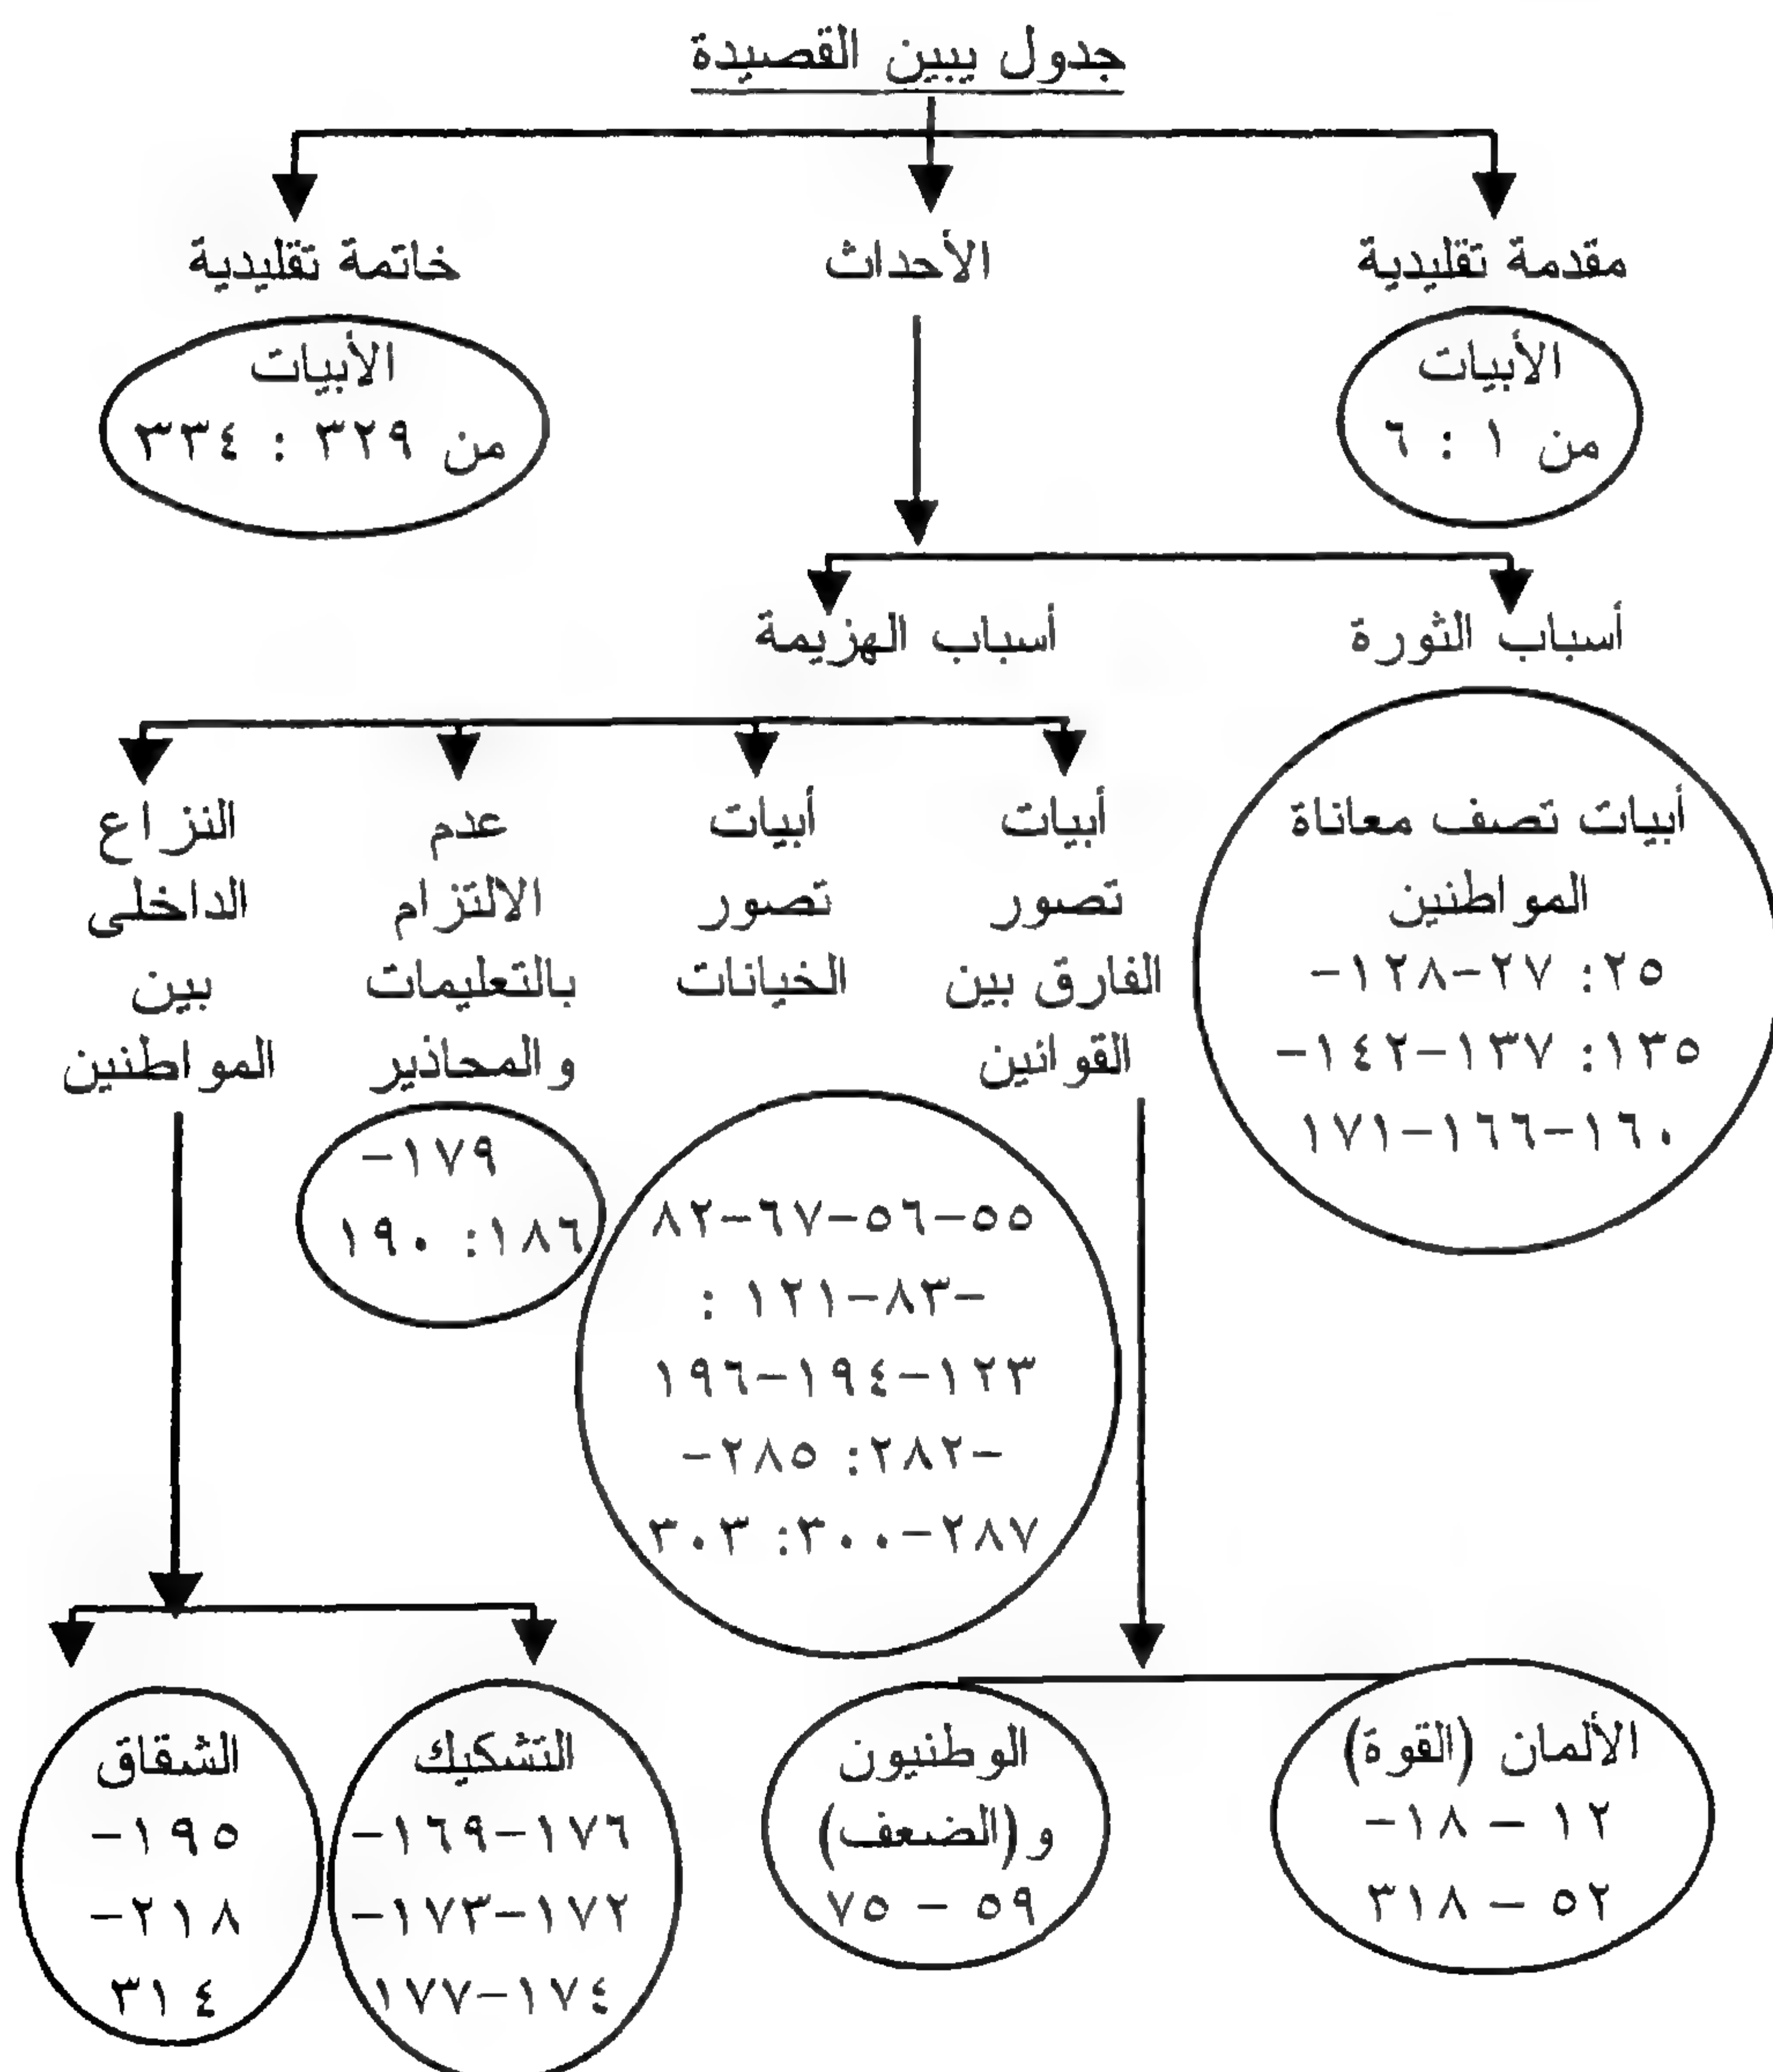 جدول يبين القصيدة
مقدمة تقليدية
الأبيات
من ١ : ٦
الأحداث
خاتمة تقليدية
الأبيات
من ٣٢٩ : ٣٣٤
أسباب الثورة
أبيات تصف معاناة
المواطنين
٢٥: ٢٧-١٢٨-
١٣٥: ١٣٧-١٤٢-
١٦٠-١٦٦-١٧١
أسباب الهزيمة
أبيات
تصور
الفارق بين
القوانين
أبيات
تصور
الخيانات
عدم
الالتزام
بالتعليمات
والمحاذير
النزاع
الداخلى
بين
المواطنين
١٧٩-
١٨٦: ١٩٠
٥٥-٥٦-٦٧-٨٢
-٨٣-١٢١ :
١٢٣-١٩٤-١٩٦
-٢٨٢: ٢٨٥-
٢٨٧-٣٠٠: ٣٠٣
الألمان (القوة)
١٢ - ١٨-
٥٢ - ٣١٨
الوطنيون
و(الضعف)
٥٩ - ٧٥
التشكيك
١٧٦-١٦٩-
١٧٢-١٧٣-
١٧٤-١٧٧
الشقاق
١٩٥-
٢١٨-
٣١٤